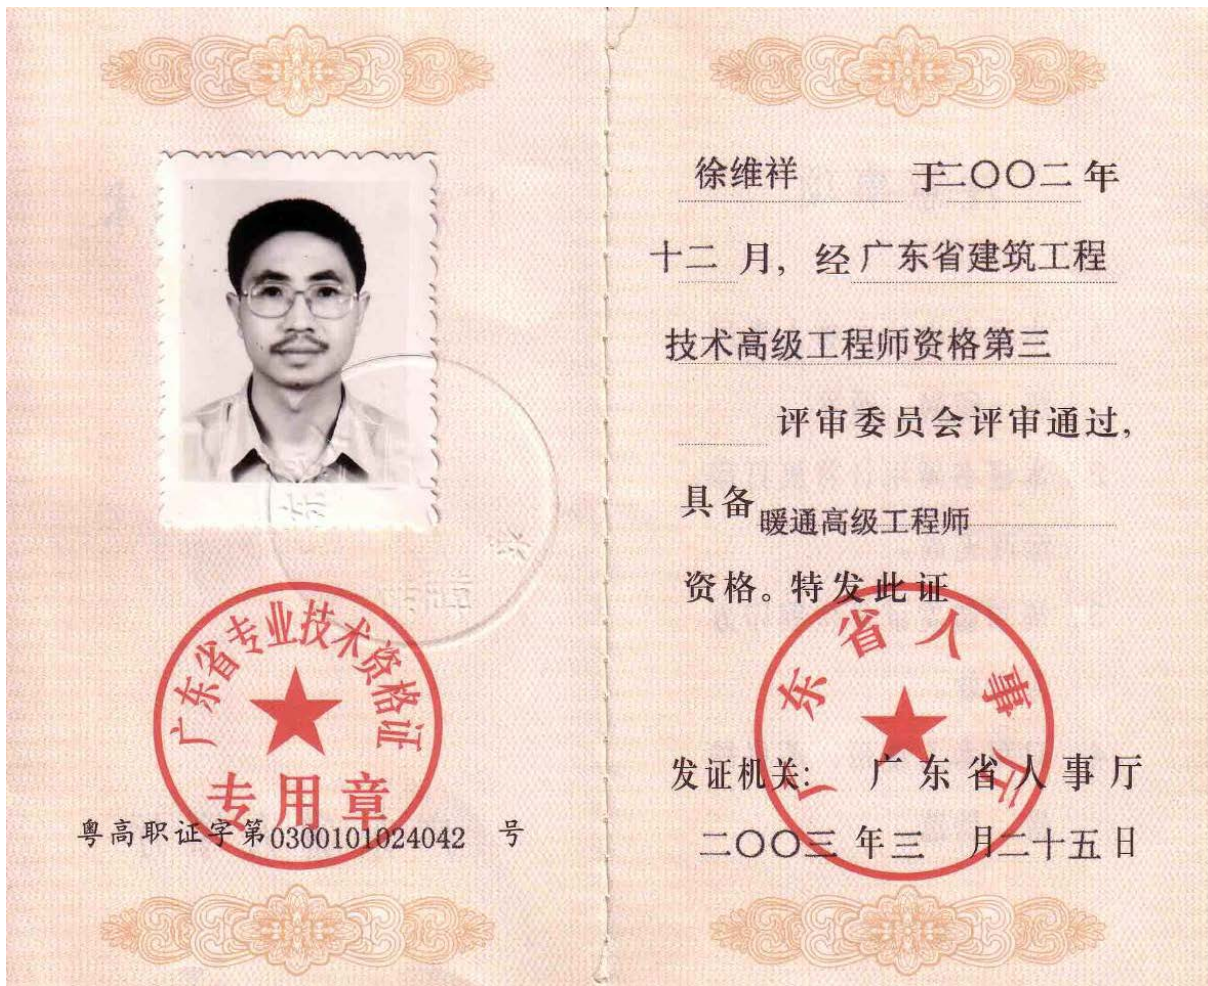 广东省专业技术资格证
专用章
粤高职证字第0300101024042 号
徐维祥 于二〇〇二年
十二 月，经广东省建筑工程
技术高级工程师资格第三
评审委员会评审通过，
具备暖通高级工程师
资格。特发此证
广东省人事厅
发证机关：广东省人事厅
二〇〇三年三 月二十五日